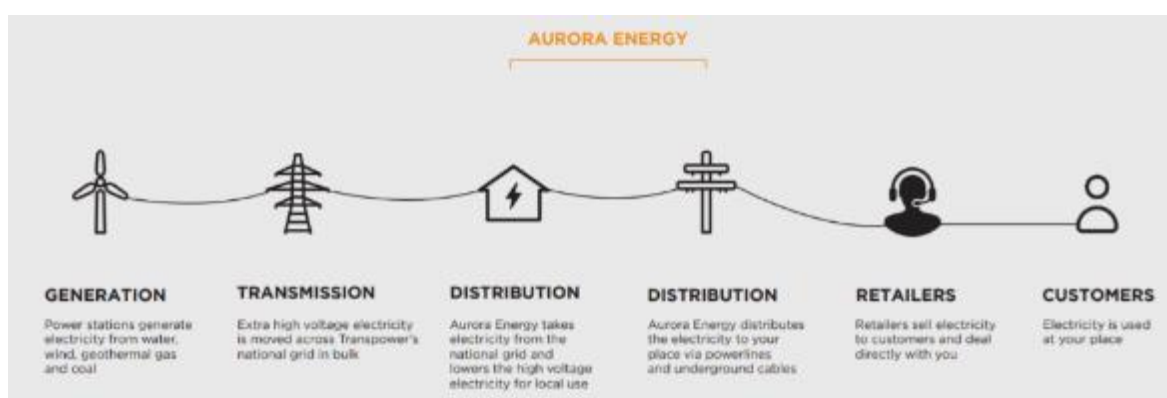 AURORA ENERGY
GENERATION
Power stations generate
electricity from water,
wind, geothermal gas
and coal
TRANSMISSION
Extra high voltage electricity
is moved across Transpower's
national grid in bulk
DISTRIBUTION
Aurora Energy takes
electricity from the
national grid and
lowers the high voltage
electricity for local use
DISTRIBUTION
Aurora Energy distributes
the electricity to your
place via powerlines
and underground cables
RETAILERS
Retailers sell electricity
to customers and deal
directly with you
CUSTOMERS
Electricity is used
at your place